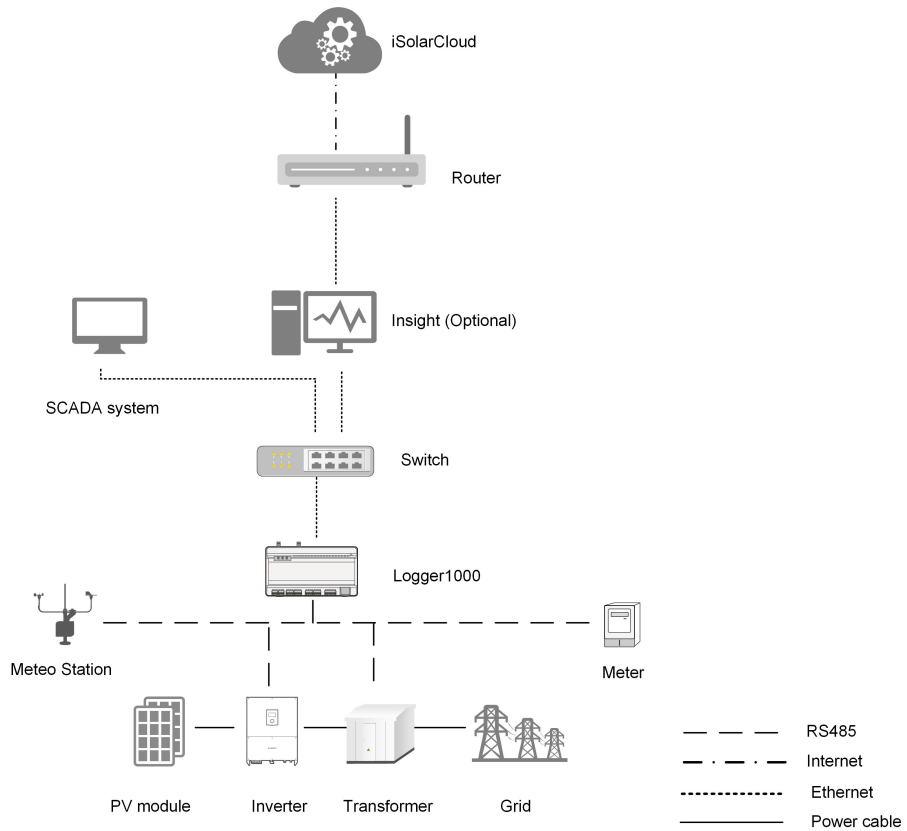 iSolarCloud
Router
Insight (Optional)
SCADA system
Switch
Logger1000
Meteo Station
Meter
PV module
Inverter
Transformer
Grid
RS485
Internet
Ethernet
Power cable